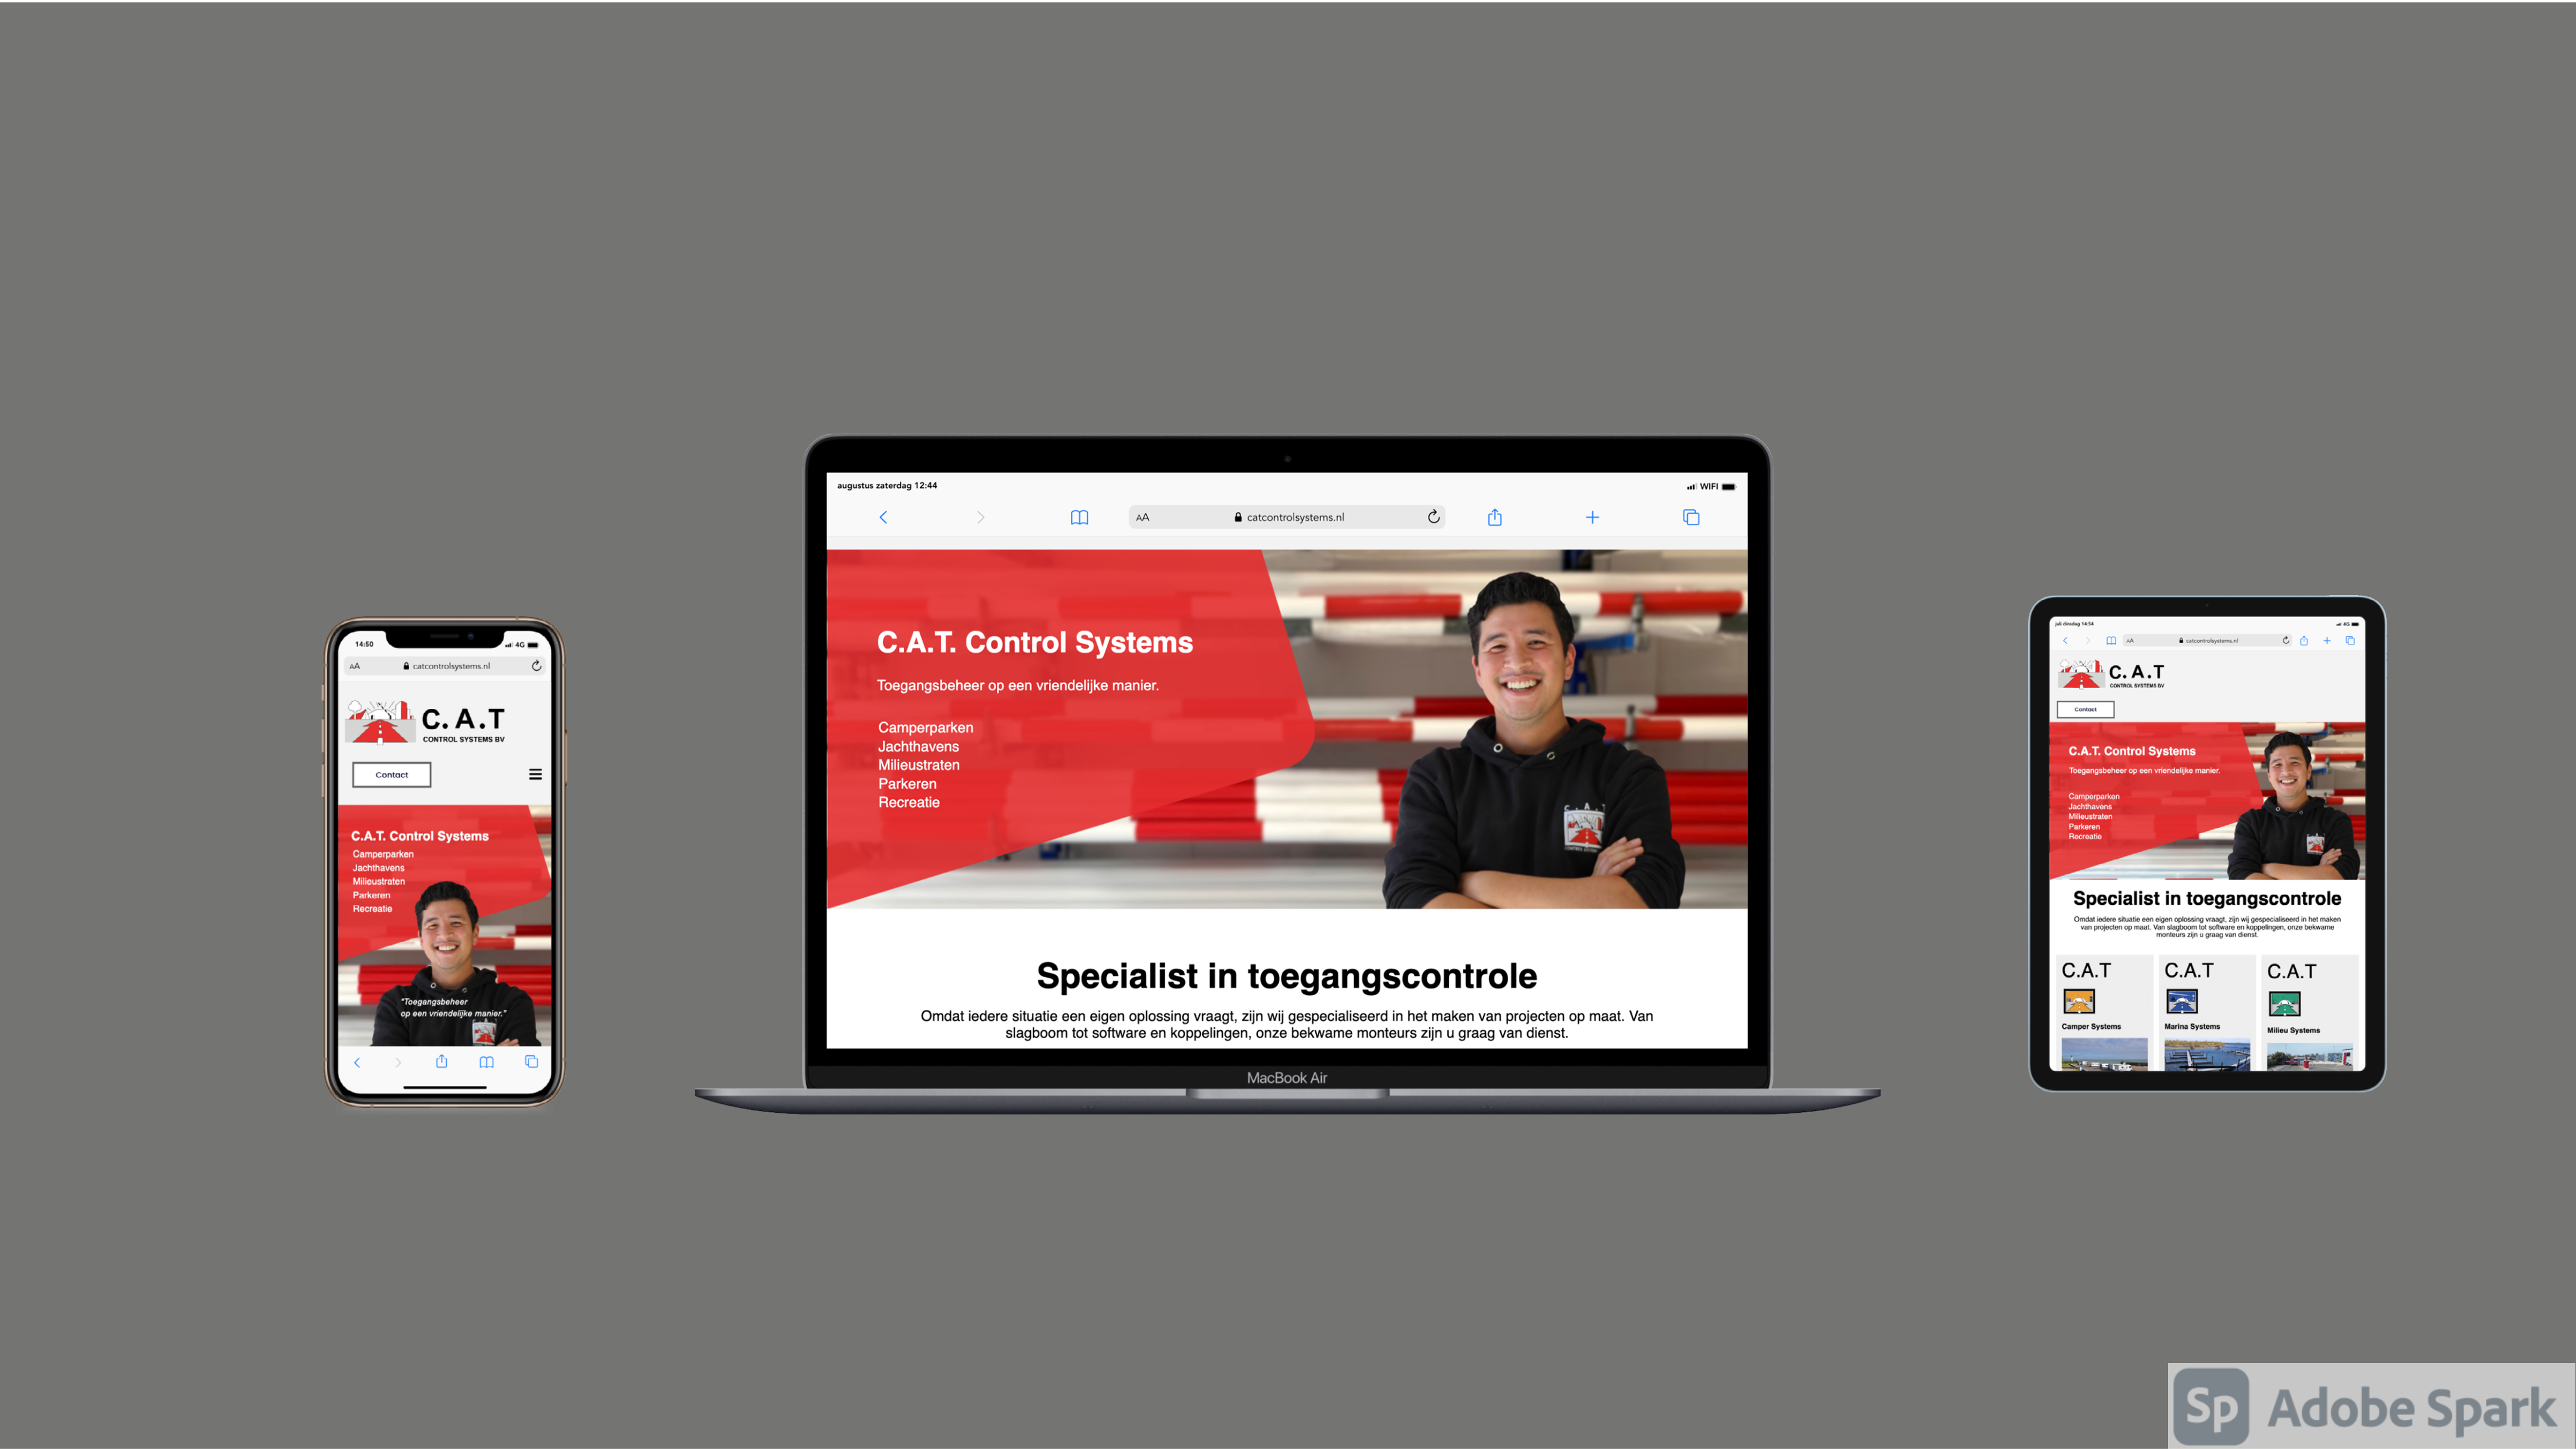 14:50
4G
AA
catcontrolsystems.nl
C.A.T
CONTROL SYSTEMS BV
Contact
C.A.T. Control Systems
Camperparken
Jachthavens
Milieustraten
Parkeren
Recreatie
"Toegangsbeheer
op een vriendelijke manier."
augustus zaterdag 12:44
WIFI
AA
catcontrolsystems.nl
C.A.T. Control Systems
Toegangsbeheer op een vriendelijke manier.
Camperparken
Jachthavens
Milieustraten
Parkeren
Recreatie
C.A.T
CONTROL SYSTEMS
Specialist in toegangscontrole
Omdat iedere situatie een eigen oplossing vraagt, zijn wij gespecialiseerd in het maken van projecten op maat. Van
slagboom tot software en koppelingen, onze bekwame monteurs zijn u graag van dienst.
MacBook Air
juli dinsdag 14:54
4G
AA
catcontrolsystems.nl
C.A.T
CONTROL SYSTEMS BV
Contact
C.A.T. Control Systems
Toegangsbeheer op een vriendelijke manier.
Camperparken
Jachthavens
Milieustraten
Parkeren
Recreatie
Specialist in toegangscontrole
Omdat iedere situatie een eigen oplossing vraagt, zijn wij gespecialiseerd in het maken
van projecten op maat. Van slagboom tot software en koppelingen, onze bekwame
monteurs zijn u graag van dienst.
C.A.T
Camper Systems
C.A.T
Marina Systems
C.A.T
Milieu Systems
Sp Adobe Spark